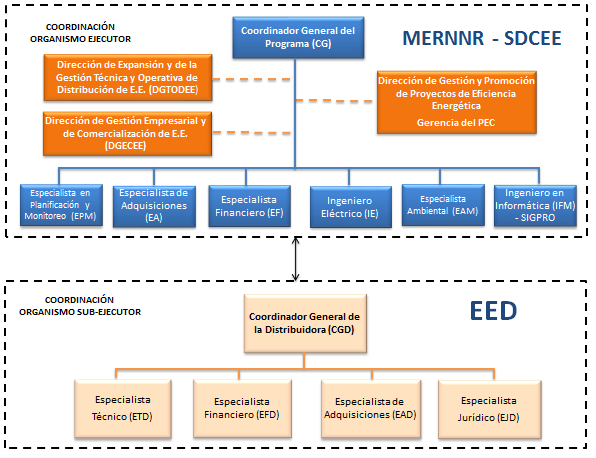 COORDINACIÓN
ORGANISMO EJECUTOR
Coordinador General del
Programa (CG)
MERNNR - SDCEE
Dirección de Expansión y de la
Gestión Técnica y Operativa de
Distribución de E.E. (DGTODEE)
Dirección de Gestión y Promoción
de Proyectos de Eficiencia
Energética
Gerencia del PEC
Dirección de Gestión Empresarial y
de Comercialización de E.E.
(DGECEE)
Especialista en
Planificación y
Monitoreo (EPM)
Especialista de
Adquisiciones (EA)
Especialista
Financiero (EF)
Ingeniero
Eléctrico (IE)
Especialista
Ambiental (EAM)
Ingeniero en
Informática (IFM)
- SIGPRO
COORDINACIÓN
ORGANISMO SUB-EJECUTOR
Coordinador General de
la Distribuidora (CGD)
EED
Especialista
Técnico (ETD)
Especialista
Financiero (EFD)
Especialista de
Adquisiciones (EAD)
Especialista
Jurídico (EJD)